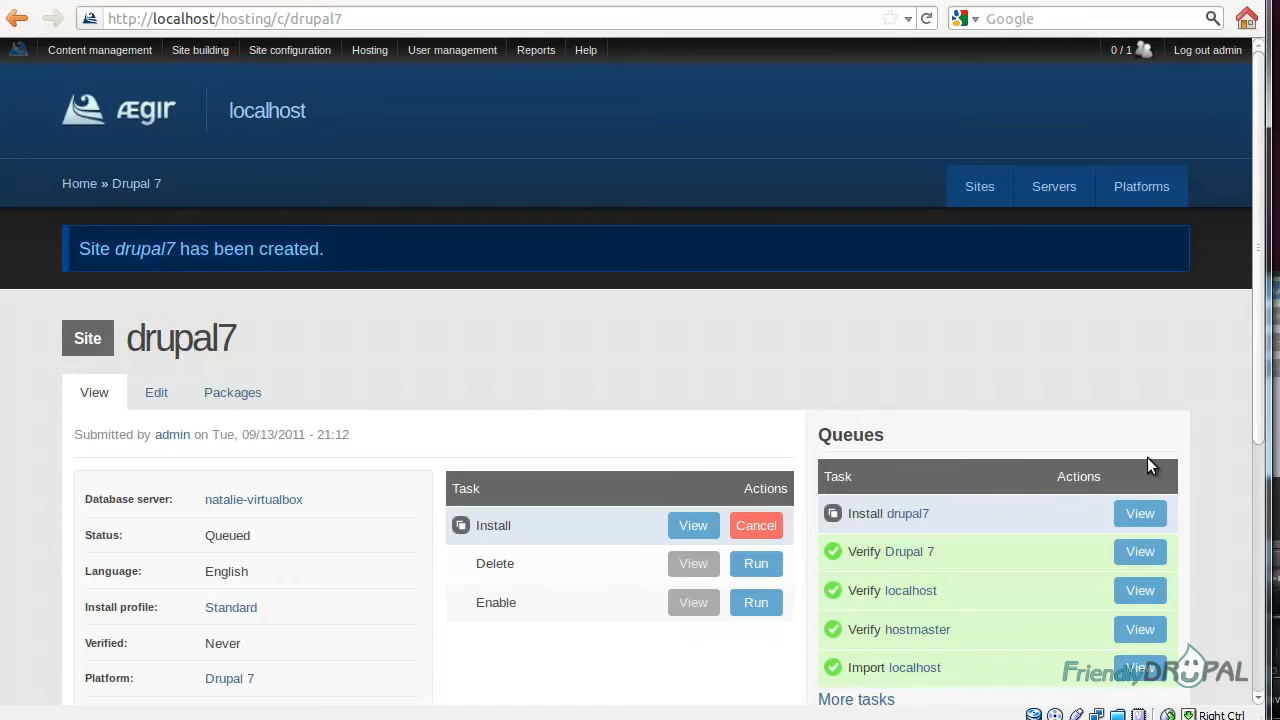 http://localhost/hosting/c/drupal7
Google
Content management Site building Site configuration Hosting User management Reports Help 0 / 1 Log out admin
ÆGIR localhost
Home » Drupal 7
Sites Servers Platforms
Site drupal7 has been created.
Site drupal7
View Edit Packages
Submitted by admin on Tue, 09/13/2011 - 21:12
Database server: natalie-virtualbox
Status: Queued
Language: English
Install profile: Standard
Verified: Never
Platform: Drupal 7
Task Actions
Install View Cancel
Delete View Run
Enable View Run
Queues
Task Actions
Install drupal7 View
Verify Drupal 7 View
Verify localhost View
Verify hostmaster View
Import localhost View
More tasks
FriendlyDRUPAL
Right Ctrl